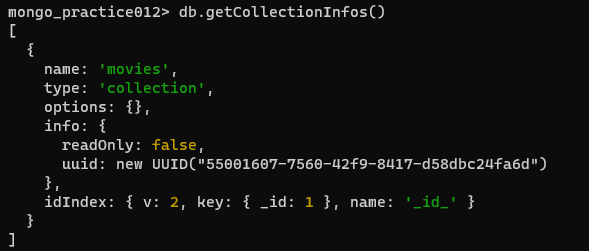 mongo_practice012> db.getCollectionInfos()
[
  {
    name: 'movies',
    type: 'collection',
    options: {},
    info: {
      readOnly: false,
      uuid: new UUID("55001607-7560-42f9-8417-d58dbc24fa6d")
    },
    idIndex: { v: 2, key: { _id: 1 }, name: '_id_' }
  }
]